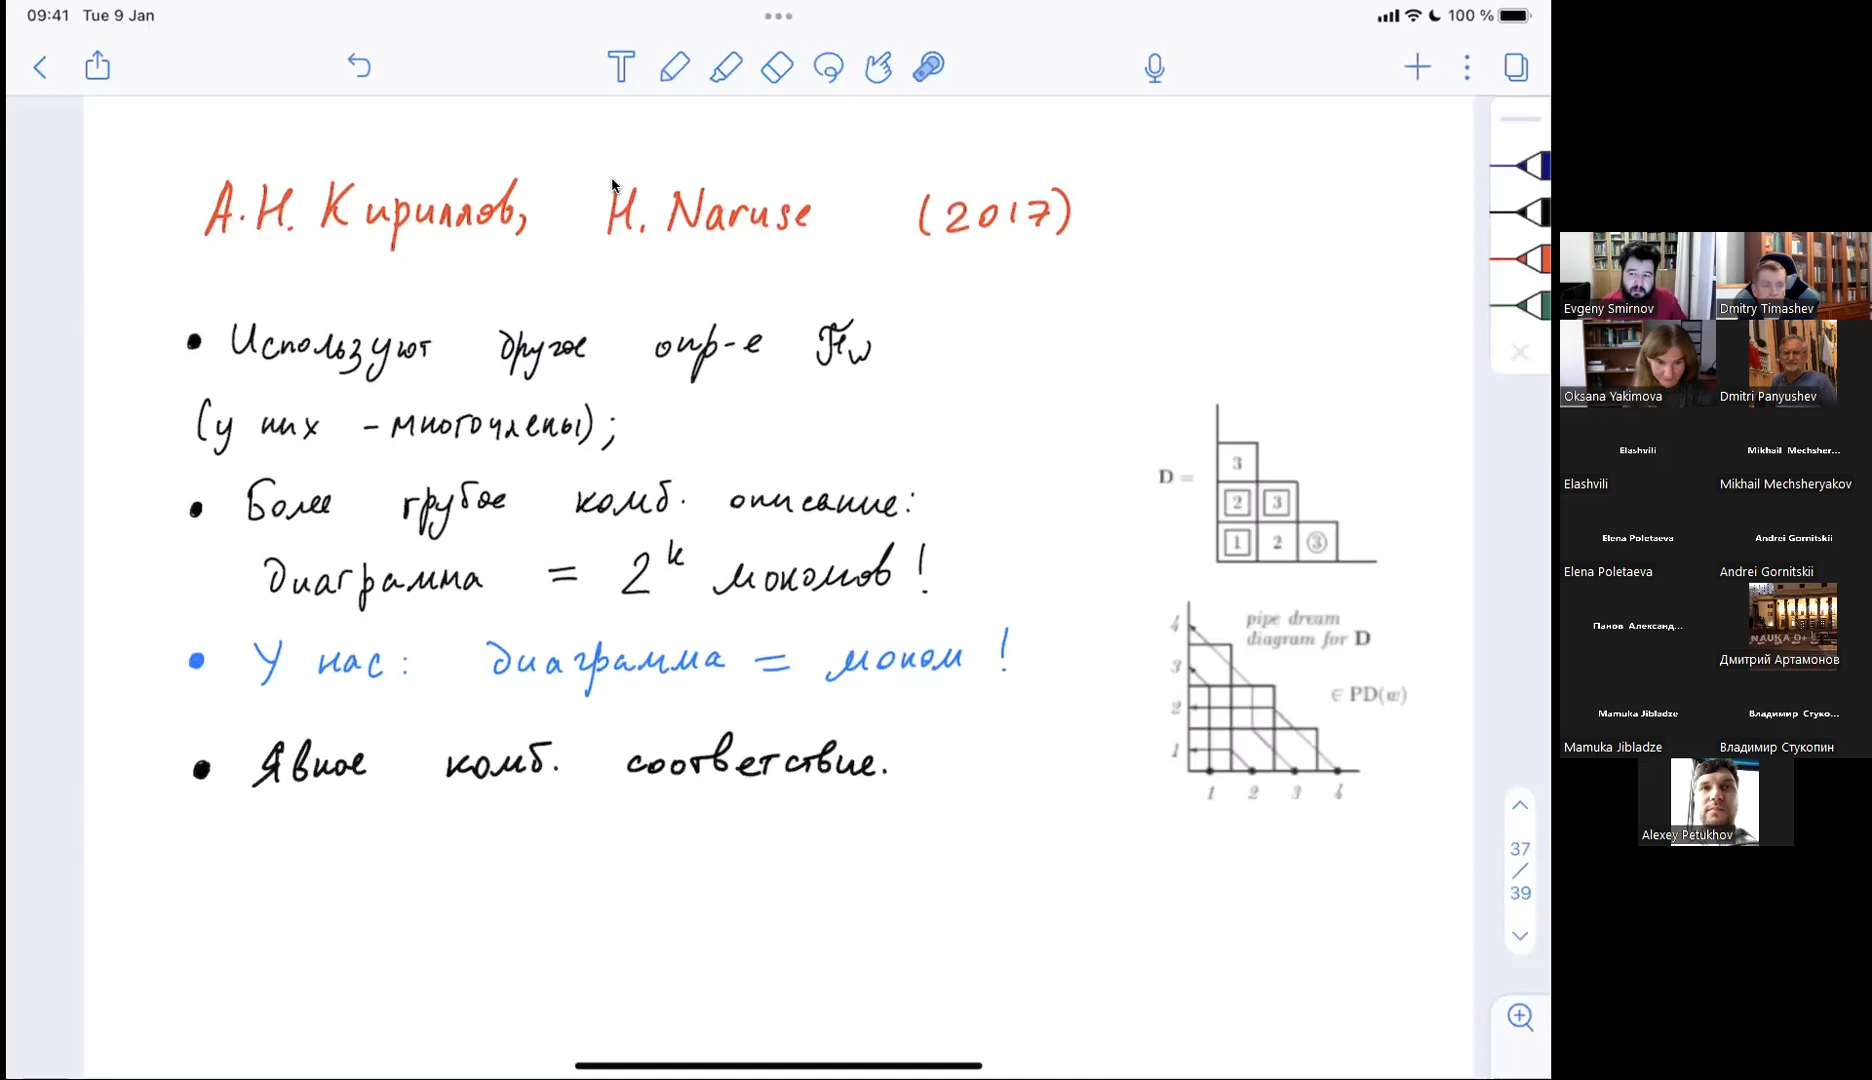 09:41 Tue 9 Jan
100 %
А.Н. Кириллов, H. Naruse (2017)
• Используют другое опр-е ℱ_w
(у них - многочлены);
• Более грубое комб. описание:
диаграмма = 2^k мономов!
• У нас: диаграмма = моном!
• Явное комб. соответствие.
D =
3
2 3
1 2 3
pipe dream
diagram for D
∈ PD(w)
4
3
2
1
1 2 3 4
37
39
Evgeny Smirnov
Dmitry Timashev
Oksana Yakimova
Dmitri Panyushev
Elashvili
Mikhail Mechsher...
Elashvili
Mikhail Mechsheryakov
Elena Poletaeva
Andrei Gornitskii
Elena Poletaeva
Andrei Gornitskii
Панов Александ...
NAUKA 0+
Дмитрий Артамонов
Mamuka Jibladze
Владимир Стуко...
Mamuka Jibladze
Владимир Стукопин
Alexey Petukhov